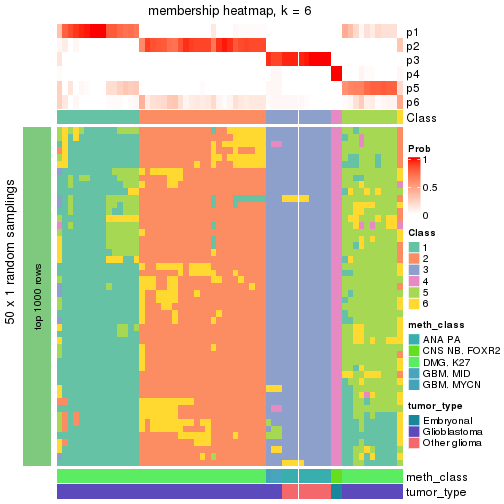 membership heatmap, k = 6
p1
p2
p3
p4
p5
p6
Class
50 x 1 random samplings
top 1000 rows
meth_class
tumor_type
Prob
1
0.5
0
Class
1
2
3
4
5
6
meth_class
ANA PA
CNS NB. FOXR2
DMG. K27
GBM. MID
GBM. MYCN
tumor_type
Embryonal
Glioblastoma
Other glioma